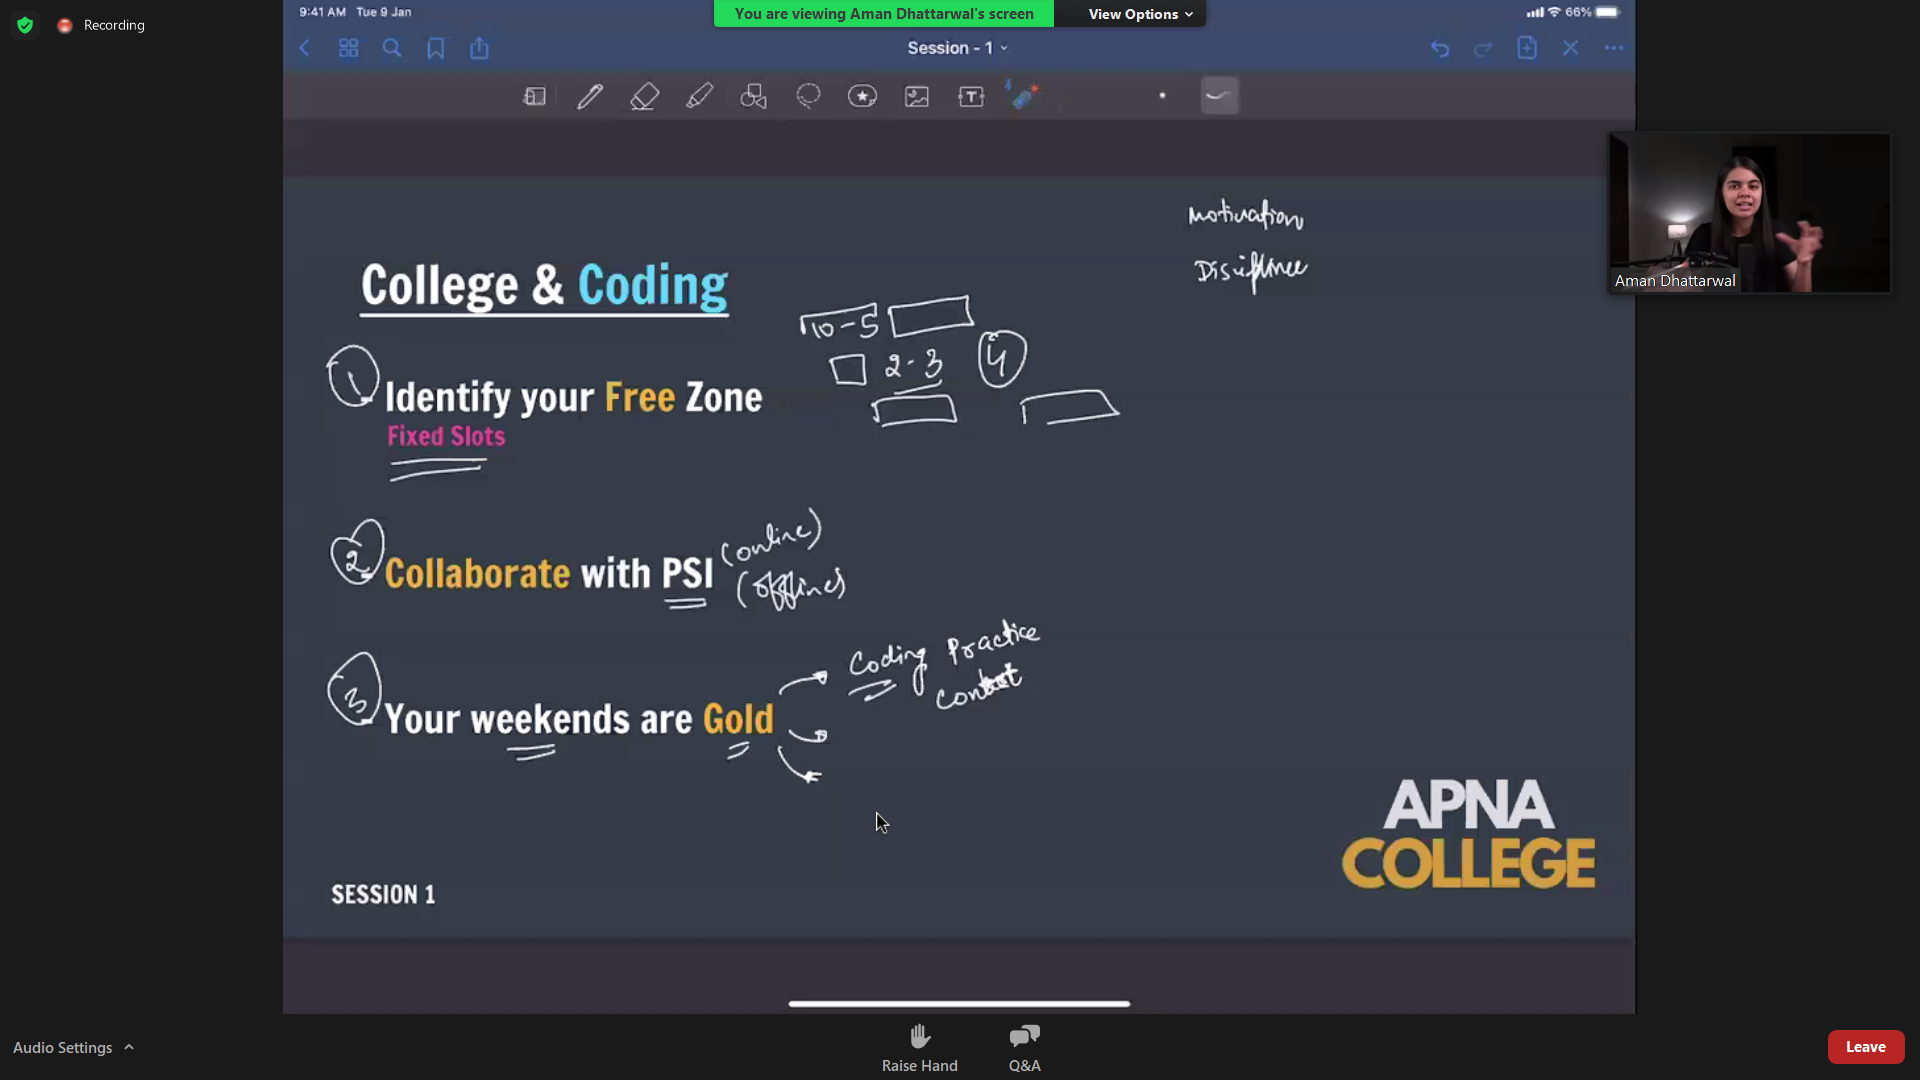 Recording
9:41 AM Tue 9 Jan
You are viewing Aman Dhattarwal's screen
View Options
66%
Session - 1
Motivation
Discipline
Aman Dhattarwal
College & Coding
10-5
2-3
4
1
Identify your Free Zone
Fixed Slots
2
Collaborate with PSI
(online)
(offline)
3
Your weekends are Gold
Coding Practice
Contest
APNA
COLLEGE
SESSION 1
Audio Settings
Raise Hand
Q&A
Leave